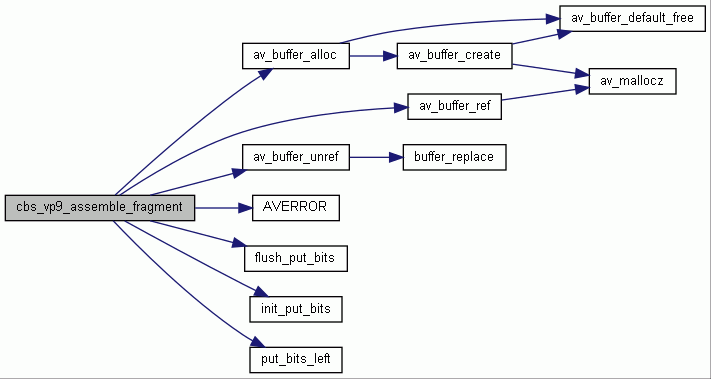 av_buffer_default_free
av_buffer_alloc
av_buffer_create
av_mallocz
av_buffer_ref
av_buffer_unref
buffer_replace
cbs_vp9_assemble_fragment
AVERROR
flush_put_bits
init_put_bits
put_bits_left